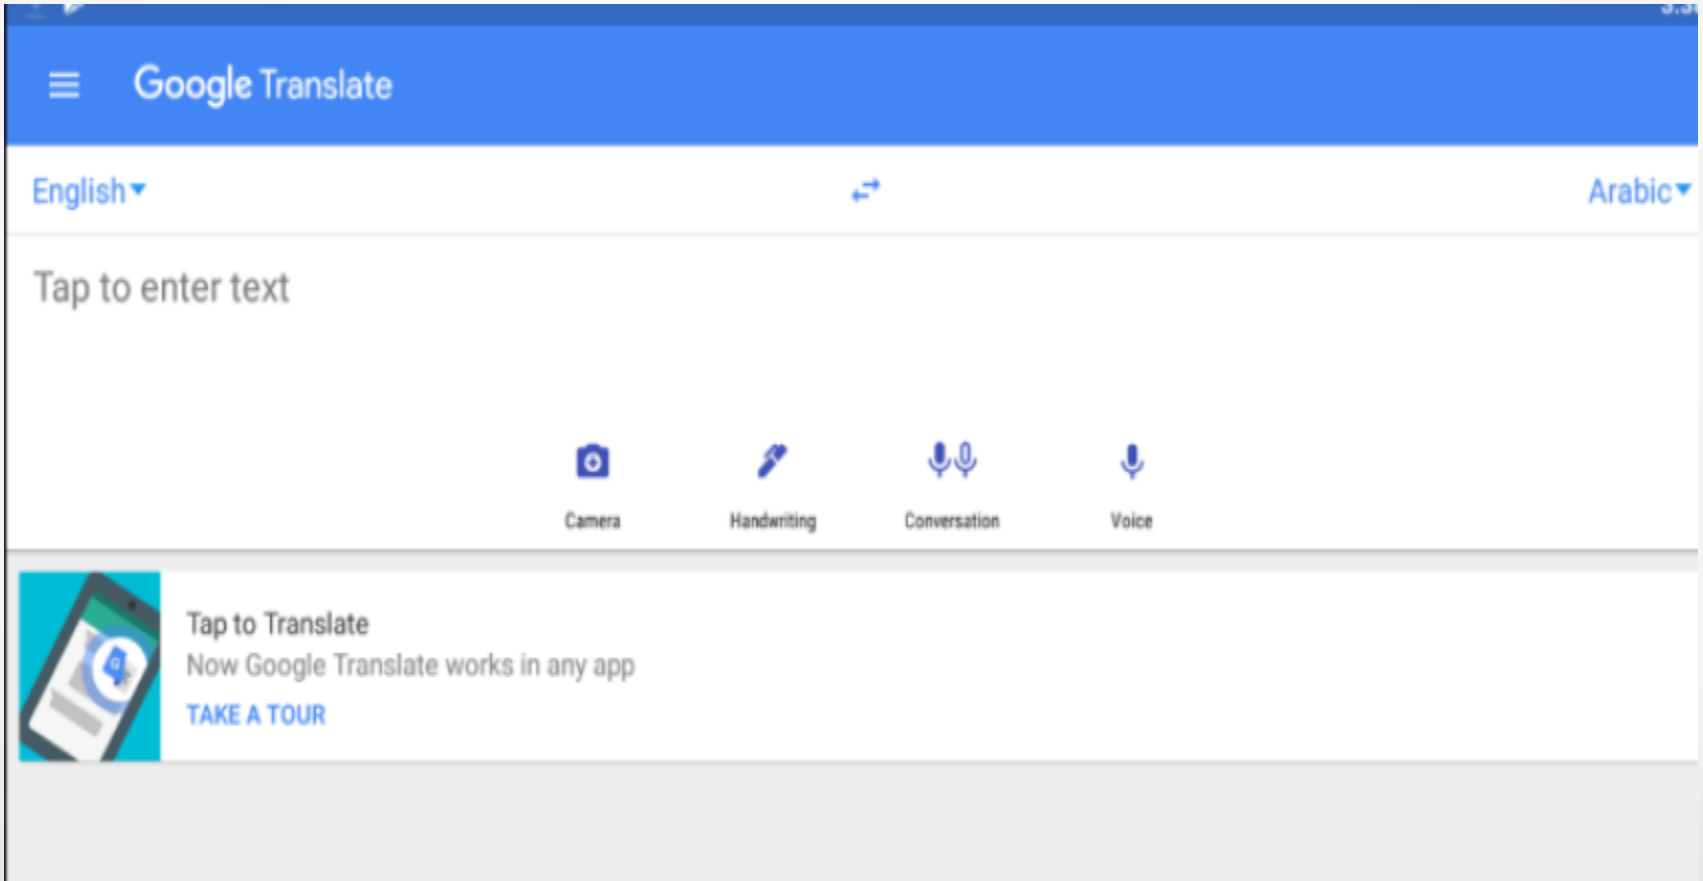 Google Translate
English
Arabic
Tap to enter text
Camera
Handwriting
Conversation
Voice
Tap to Translate
Now Google Translate works in any app
TAKE A TOUR